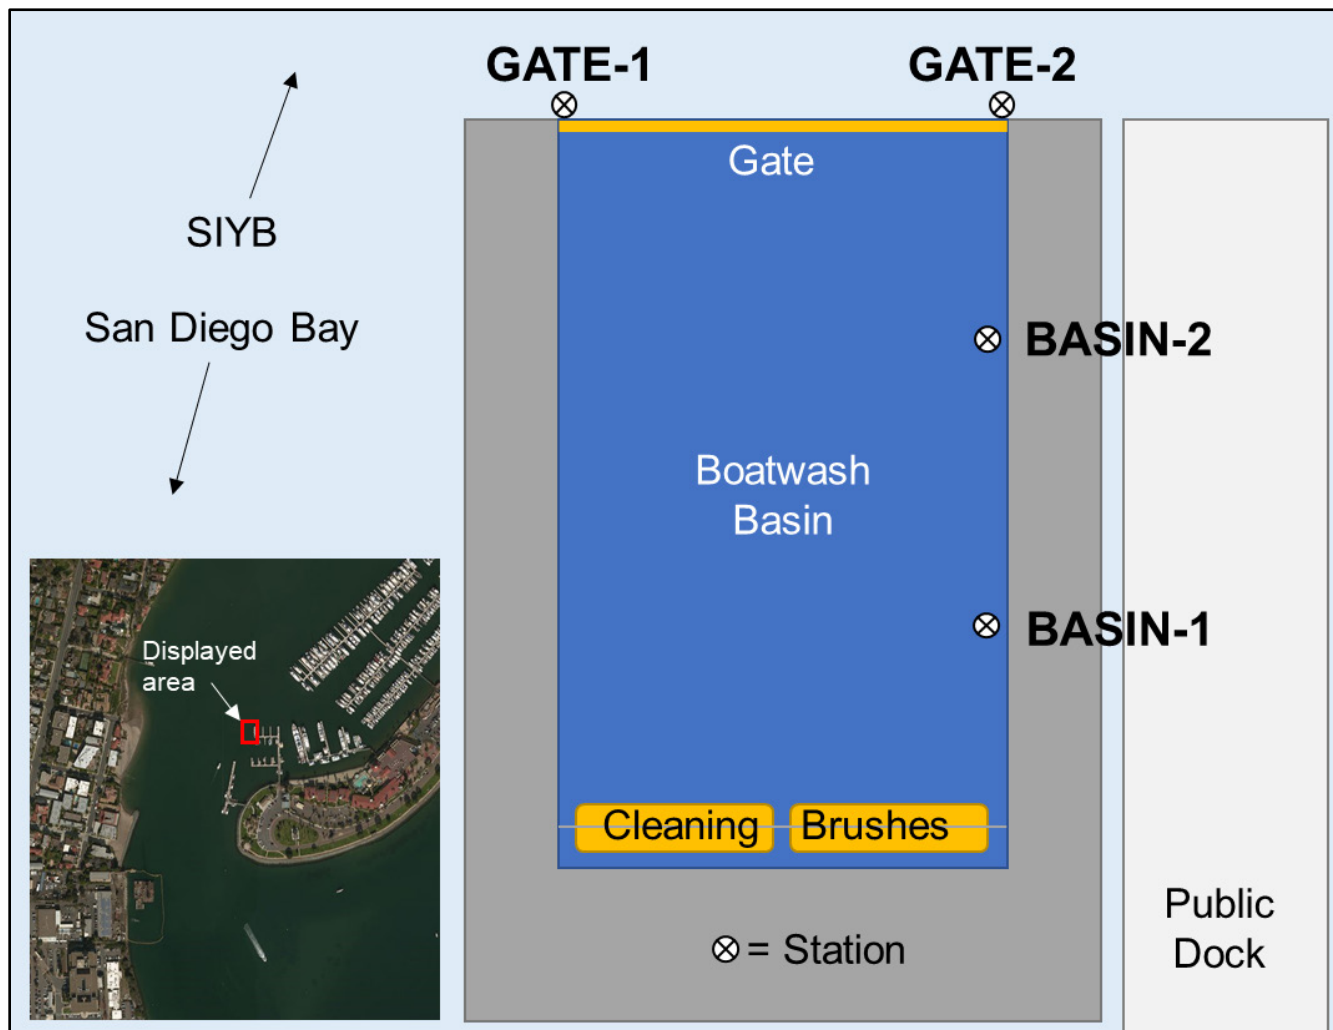 GATE-1
GATE-2
Gate
SIYB
San Diego Bay
BASIN-2
Boatwash
Basin
BASIN-1
Displayed
area
Cleaning
Brushes
= Station
Public
Dock